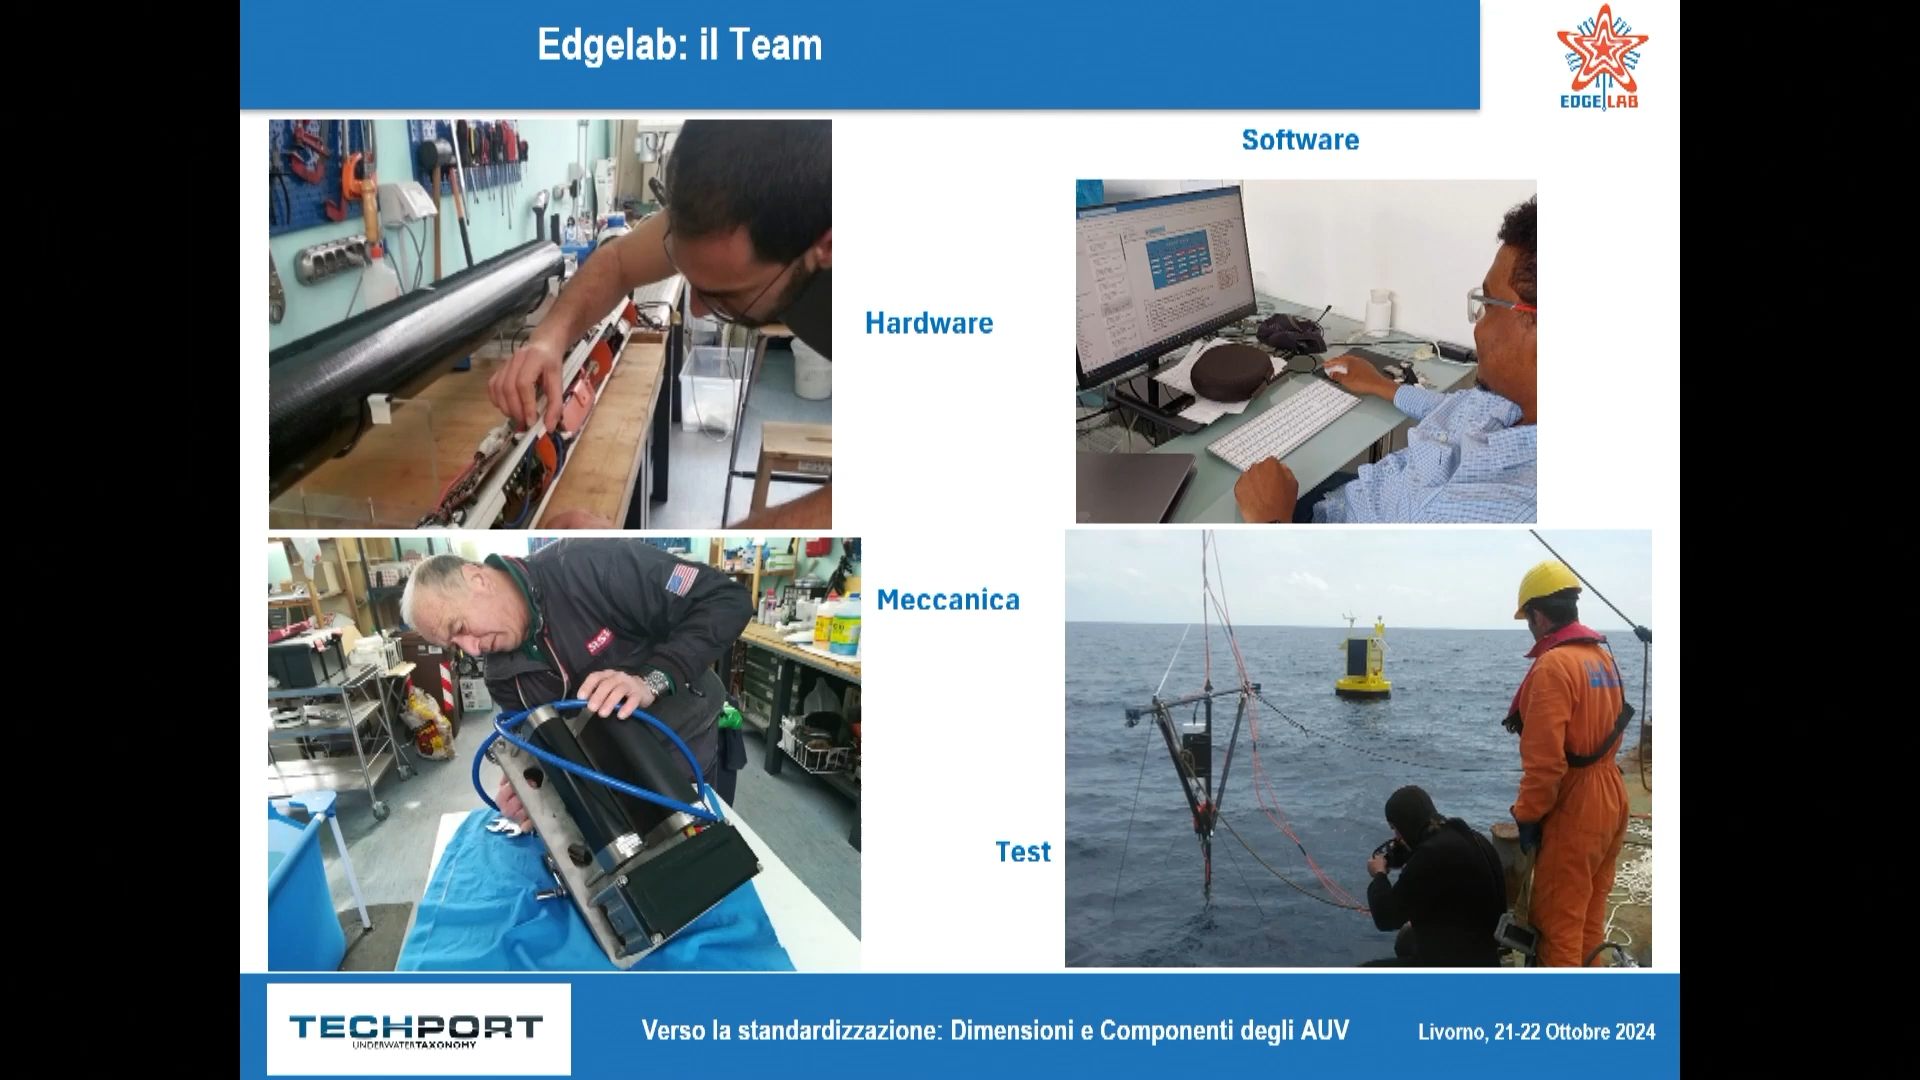 Edgelab: il Team
EDGE LAB
Software
Hardware
Meccanica
Test
TECHPORT
UNDERWATERTAXONOMY
Verso la standardizzazione: Dimensioni e Componenti degli AUV
Livorno, 21-22 Ottobre 2024